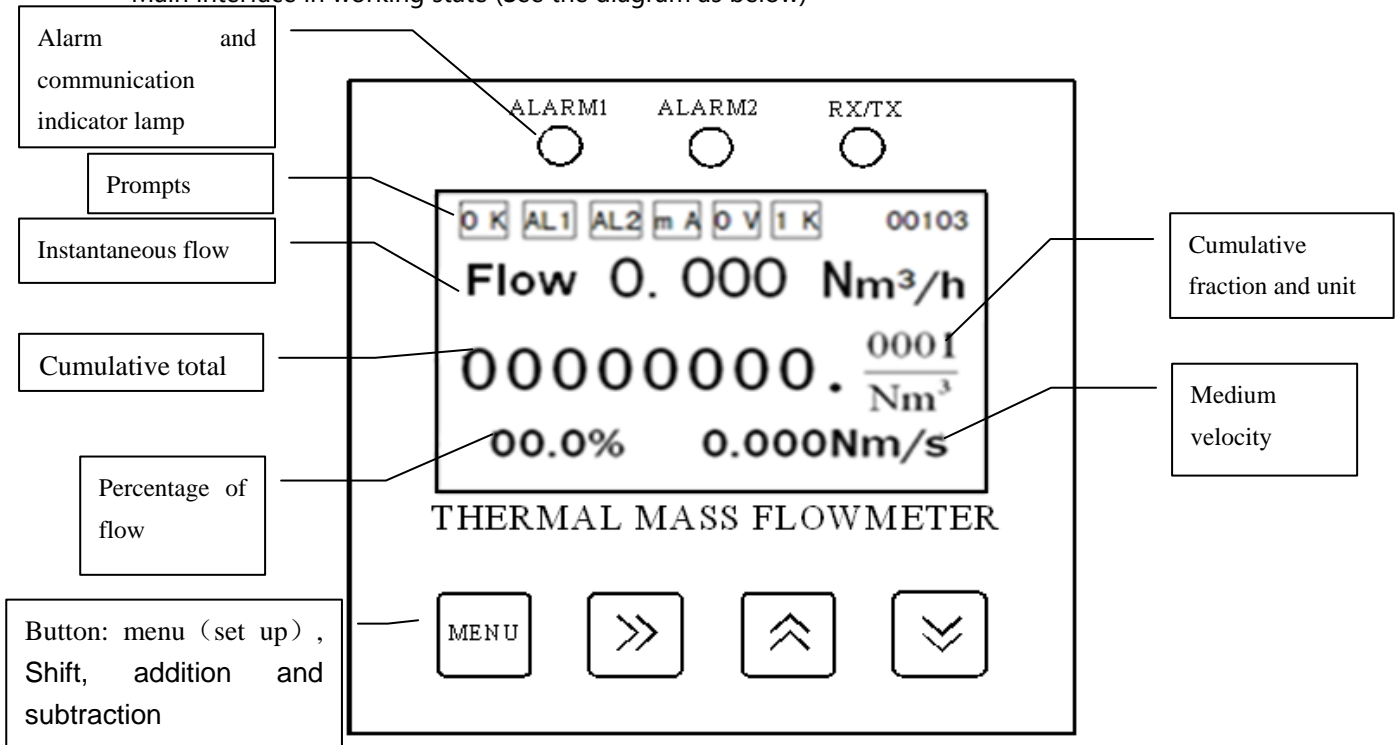 Main interface in working state (See the diagram as below)
Alarm and
communication
indicator lamp
Prompts
Instantaneous flow
Cumulative total
Percentage of
flow
Button: menu（set up）,
Shift, addition and
subtraction
ALARM1 ALARM2 RX/TX
0 K AL1 AL2 m A 0 V 1 K 00103
Flow 0. 000 Nm³/h
00000000. 0001
Nm³
00.0% 0.000Nm/s
THERMAL MASS FLOWMETER
MENU
Cumulative
fraction and unit
Medium
velocity